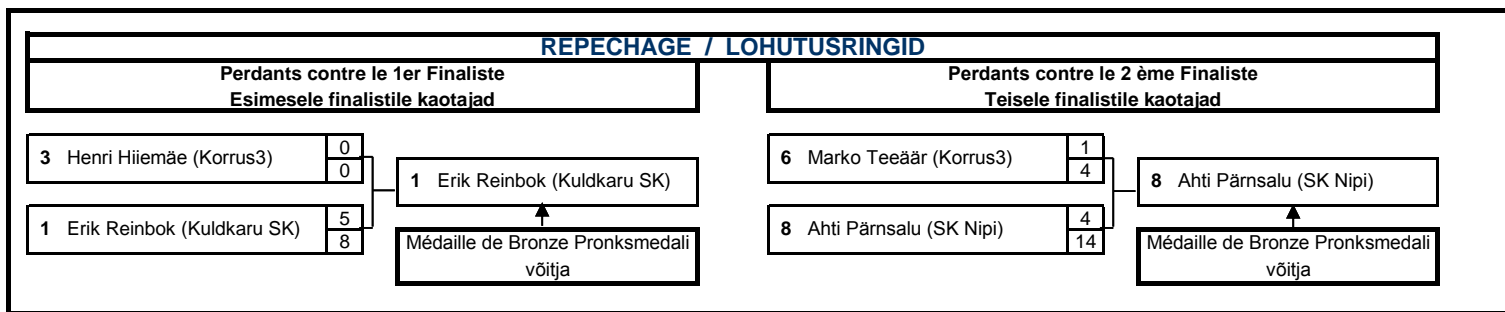 REPECHAGE / LOHUTUSRINGID
Perdants contre le 1er Finaliste
Esimesele finalistile kaotajad
Perdants contre le 2 ème Finaliste
Teisele finalistile kaotajad
3 Henri Hiiemäe (Korrus3) 0
0
1 Erik Reinbok (Kuldkaru SK)
1 Erik Reinbok (Kuldkaru SK) 5
8
Médaille de Bronze Pronksmedali
võitja
6 Marko Teeäär (Korrus3) 1
4
8 Ahti Pärnsalu (SK Nipi)
8 Ahti Pärnsalu (SK Nipi) 4
14
Médaille de Bronze Pronksmedali
võitja